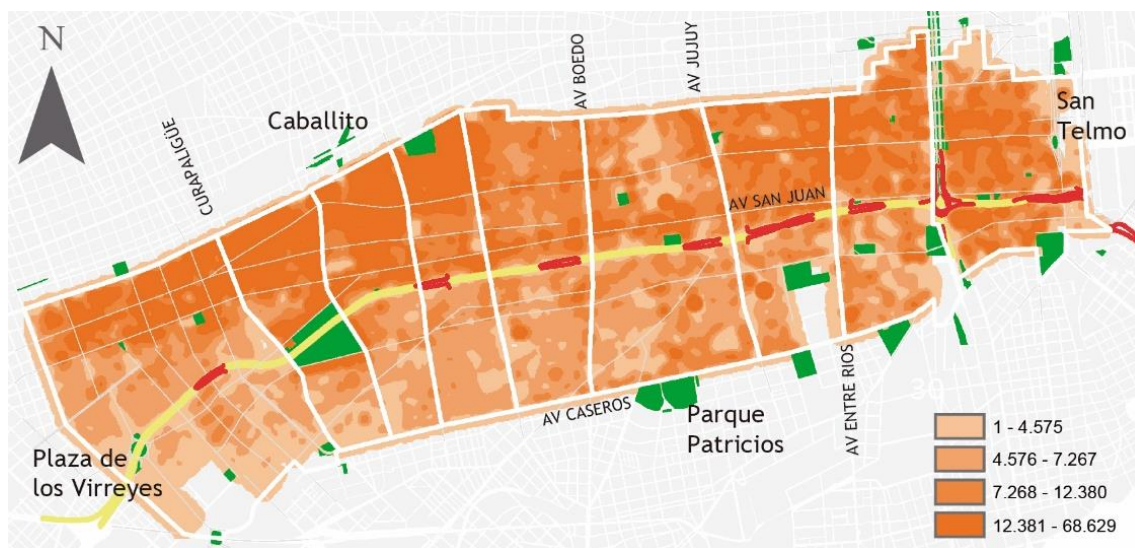 N
CURAPALIGÜE
Caballito
AV BOEDO
AV JUJUY
San
Telmo
AV SAN JUAN
Plaza de
los Virreyes
AV CASEROS
Parque
Patricios
AV ENTRE RIOS
1 - 4.575
4.576 - 7.267
7.268 - 12.380
12.381 - 68.629